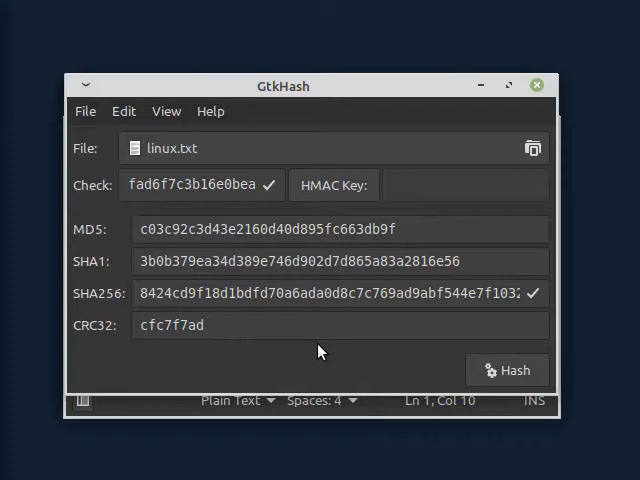 GtkHash
File Edit View Help
File: linux.txt
Check: fad6f7c3b16e0bea HMAC Key:
MD5: c03c92c3d43e2160d40d895fc663db9f
SHA1: 3b0b379ea34d389e746d902d7d865a83a2816e56
SHA256: 8424cd9f18d1bdfd70a6ada0d8c7c769ad9abf544e7f1032
CRC32: cfc7f7ad
Hash
Plain Text Spaces: 4 Ln 1, Col 10 INS